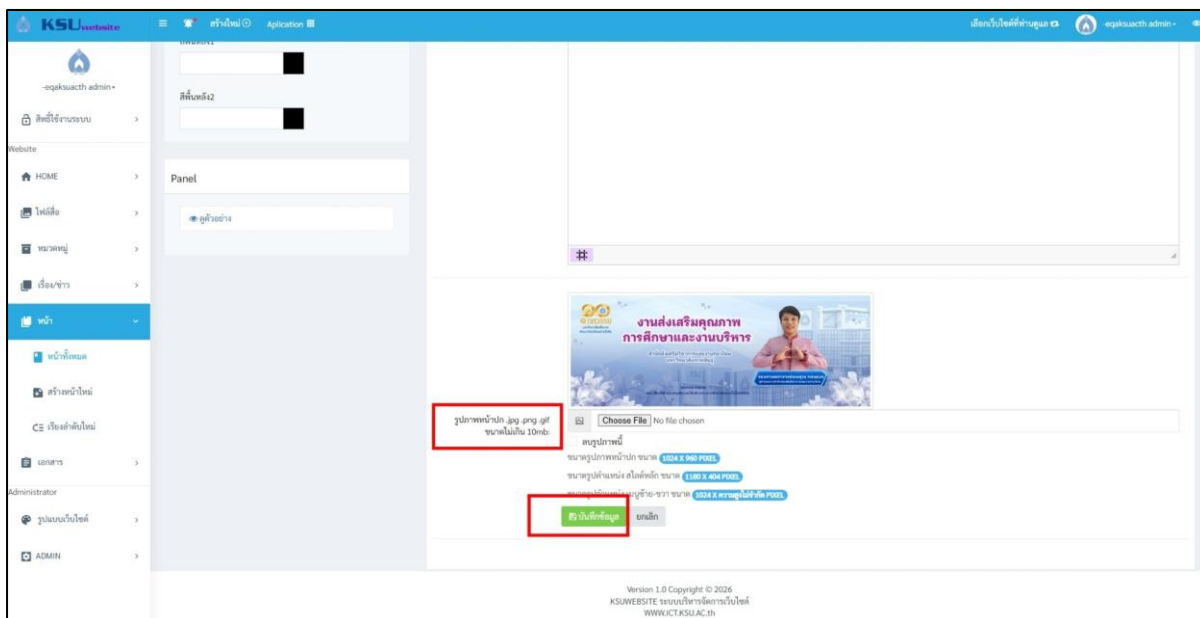 KSUwebsite
สร้างใหม่
Aplication
เลือกเว็บไซต์ที่ท่านดูแล
-eqaksuacth admin
-eqaksuacth admin
สิทธิ์ใช้งานระบบ
Website
HOME
ไฟล์สื่อ
หมวดหมู่
เรื่อง/ข่าว
หน้า
หน้าทั้งหมด
สร้างหน้าใหม่
เรียงลำดับใหม่
เอกสาร
Administrator
รูปแบบเว็บไซต์
ADMIN
สีพื้นหลัง2
Panel
ดูตัวอย่าง
งานส่งเสริมคุณภาพ
การศึกษาและงานบริหาร
รูปภาพหน้าปก .jpg .png .gif
ขนาดไม่เกิน 10mb:
Choose File No file chosen
ลบรูปภาพนี้
ขนาดรูปภาพหน้าปก ขนาด 1024 X 960 PIXEL
ขนาดรูปตำแหน่ง สไลด์หลัก ขนาด 1180 X 404 PIXEL
เมนูซ้าย-ขวา ขนาด 1024 X ความสูงไม่จำกัด PIXEL
บันทึกข้อมูล
ยกเลิก
Version 1.0 Copyright © 2026
KSUWEBSITE ระบบบริหารจัดการเว็บไซต์
WWW.ICT.KSU.AC.th